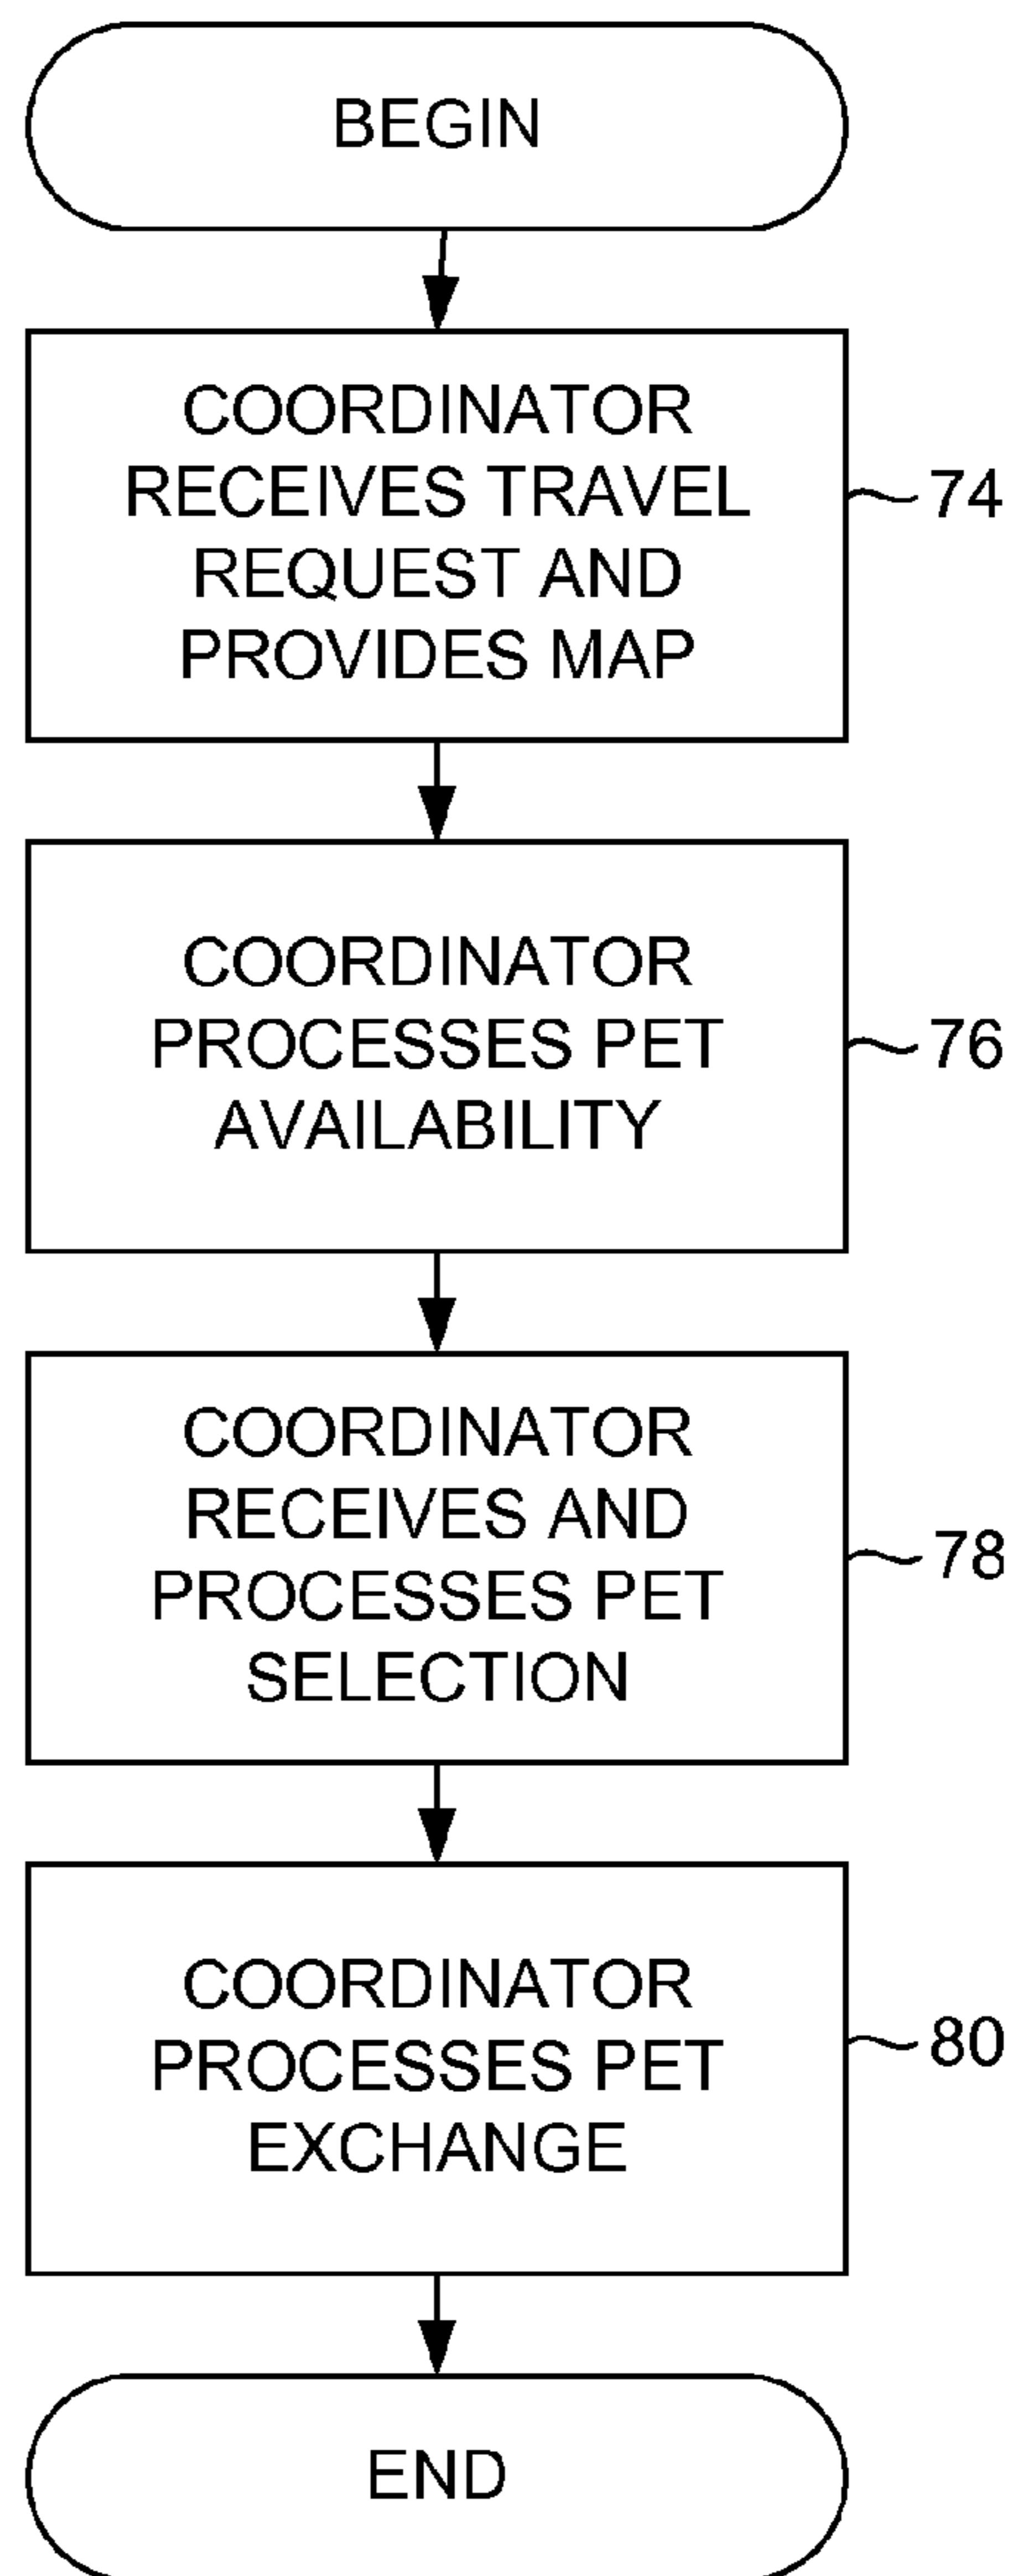 BEGIN
COORDINATOR
RECEIVES TRAVEL
REQUEST AND
PROVIDES MAP
74
COORDINATOR
PROCESSES PET
AVAILABILITY
76
COORDINATOR
RECEIVES AND
PROCESSES PET
SELECTION
78
COORDINATOR
PROCESSES PET
EXCHANGE
80
END